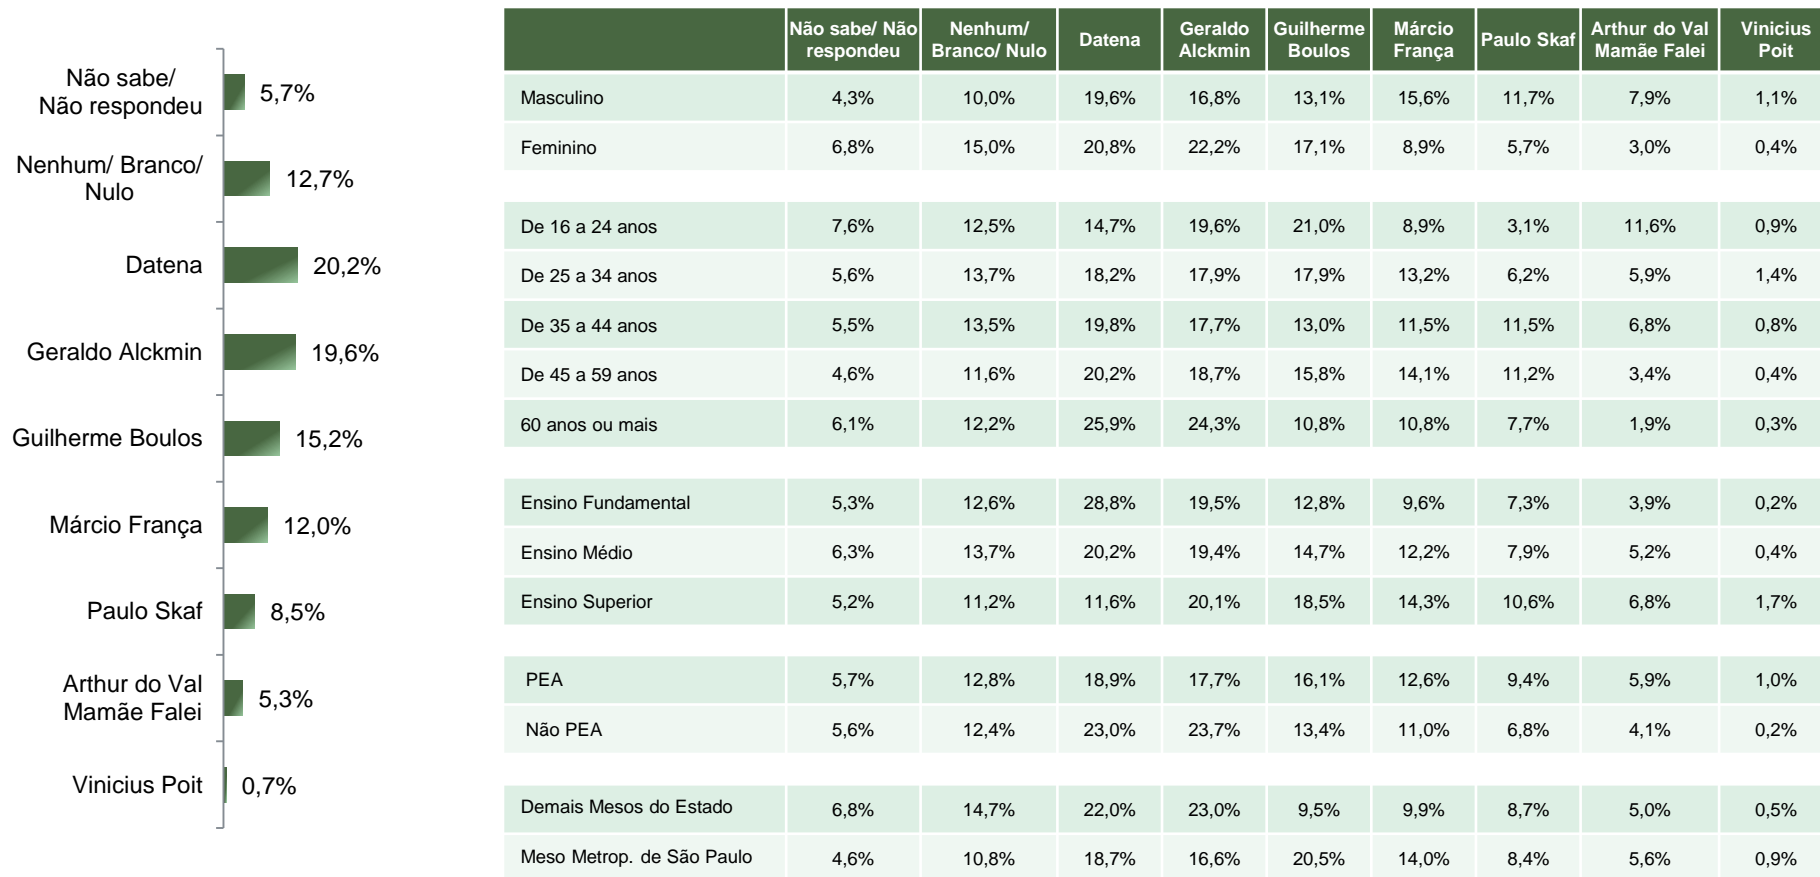 Não sabe/
Não respondeu
5,7%
Nenhum/ Branco/
Nulo
12,7%
Datena
20,2%
Geraldo Alckmin
19,6%
Guilherme Boulos
15,2%
Márcio França
12,0%
Paulo Skaf
8,5%
Arthur do Val
Mamãe Falei
5,3%
Vinicius Poit
0,7%
Não sabe/ Não respondeu Nenhum/ Branco/ Nulo Datena Geraldo Alckmin Guilherme Boulos Márcio França Paulo Skaf Arthur do Val Mamãe Falei Vinicius Poit
Masculino 4,3% 10,0% 19,6% 16,8% 13,1% 15,6% 11,7% 7,9% 1,1%
Feminino 6,8% 15,0% 20,8% 22,2% 17,1% 8,9% 5,7% 3,0% 0,4%
De 16 a 24 anos 7,6% 12,5% 14,7% 19,6% 21,0% 8,9% 3,1% 11,6% 0,9%
De 25 a 34 anos 5,6% 13,7% 18,2% 17,9% 17,9% 13,2% 6,2% 5,9% 1,4%
De 35 a 44 anos 5,5% 13,5% 19,8% 17,7% 13,0% 11,5% 11,5% 6,8% 0,8%
De 45 a 59 anos 4,6% 11,6% 20,2% 18,7% 15,8% 14,1% 11,2% 3,4% 0,4%
60 anos ou mais 6,1% 12,2% 25,9% 24,3% 10,8% 10,8% 7,7% 1,9% 0,3%
Ensino Fundamental 5,3% 12,6% 28,8% 19,5% 12,8% 9,6% 7,3% 3,9% 0,2%
Ensino Médio 6,3% 13,7% 20,2% 19,4% 14,7% 12,2% 7,9% 5,2% 0,4%
Ensino Superior 5,2% 11,2% 11,6% 20,1% 18,5% 14,3% 10,6% 6,8% 1,7%
PEA 5,7% 12,8% 18,9% 17,7% 16,1% 12,6% 9,4% 5,9% 1,0%
Não PEA 5,6% 12,4% 23,0% 23,7% 13,4% 11,0% 6,8% 4,1% 0,2%
Demais Mesos do Estado 6,8% 14,7% 22,0% 23,0% 9,5% 9,9% 8,7% 5,0% 0,5%
Meso Metrop. de São Paulo 4,6% 10,8% 18,7% 16,6% 20,5% 14,0% 8,4% 5,6% 0,9%